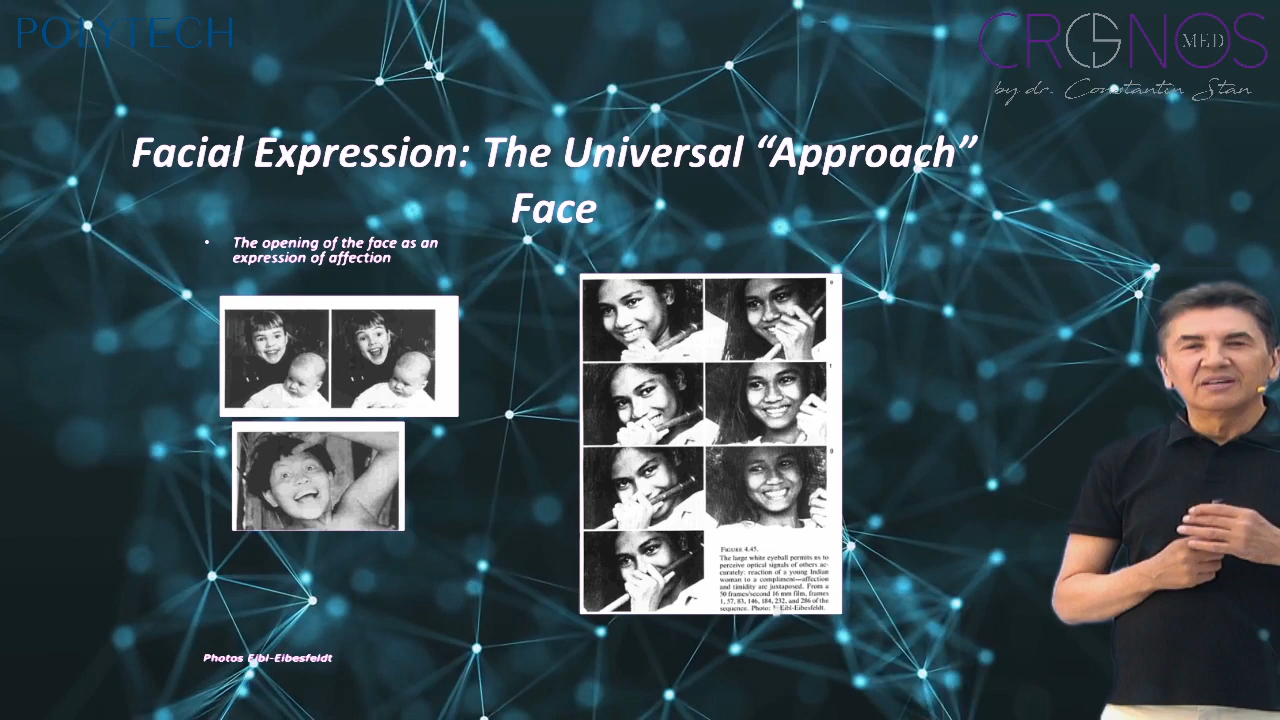 POLYTECH
CRONOS
MED
by dr. Constantin Stan
Facial Expression: The Universal “Approach”
Face
• The opening of the face as an
expression of affection
FIGURE 4.45.
The large white eyeball permits us to
perceive optical signals of others ac-
curately: reaction of a young Indian
woman to a compliment—affection
and timidity are juxtaposed. From a
50 frames/second 16 mm film, frames
1, 57, 83, 146, 184, 232, and 286 of the
sequence. Photo: Eibl-Eibesfeldt.
Photos Eibl-Eibesfeldt